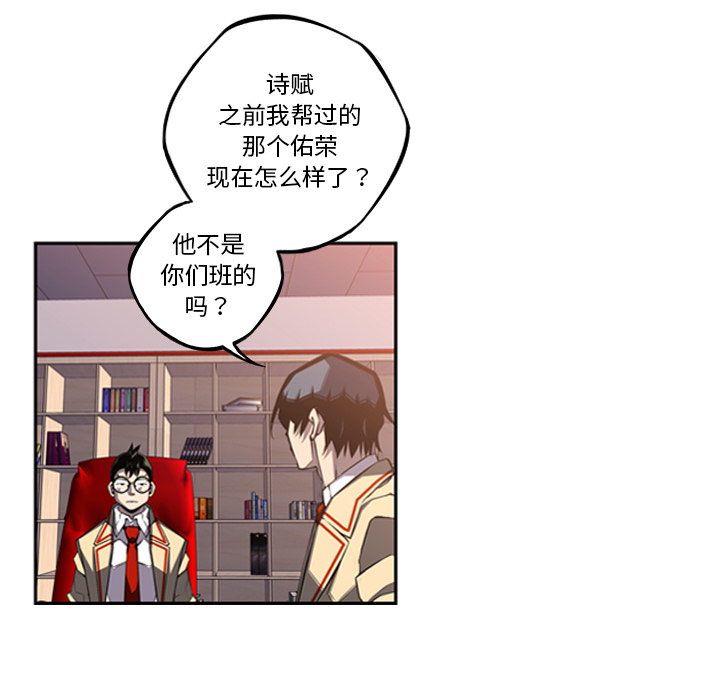 诗赋
之前我帮过的
那个佑荣
现在怎么样了？
他不是
你们班的
吗？